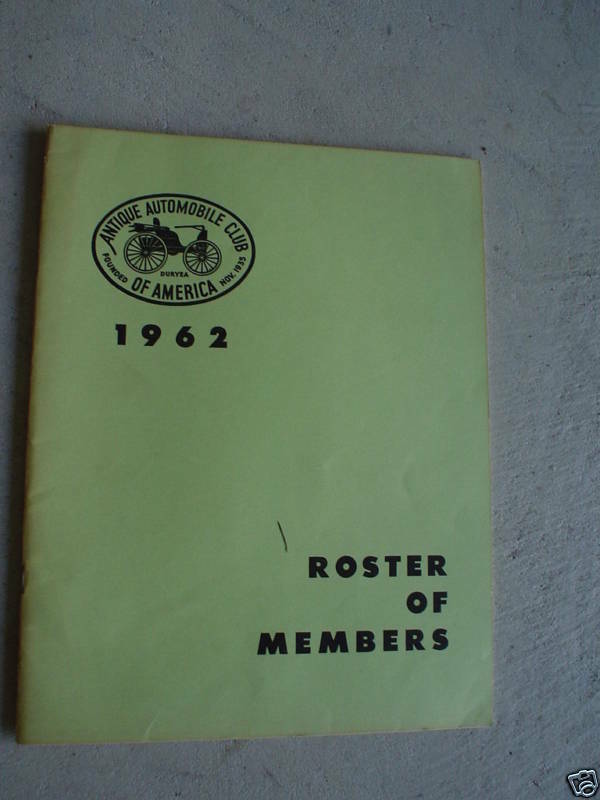 ANTIQUE AUTOMOBILE CLUB
FOUNDED DURYEA NOV. 1935
OF AMERICA
1962
ROSTER
OF
MEMBERS